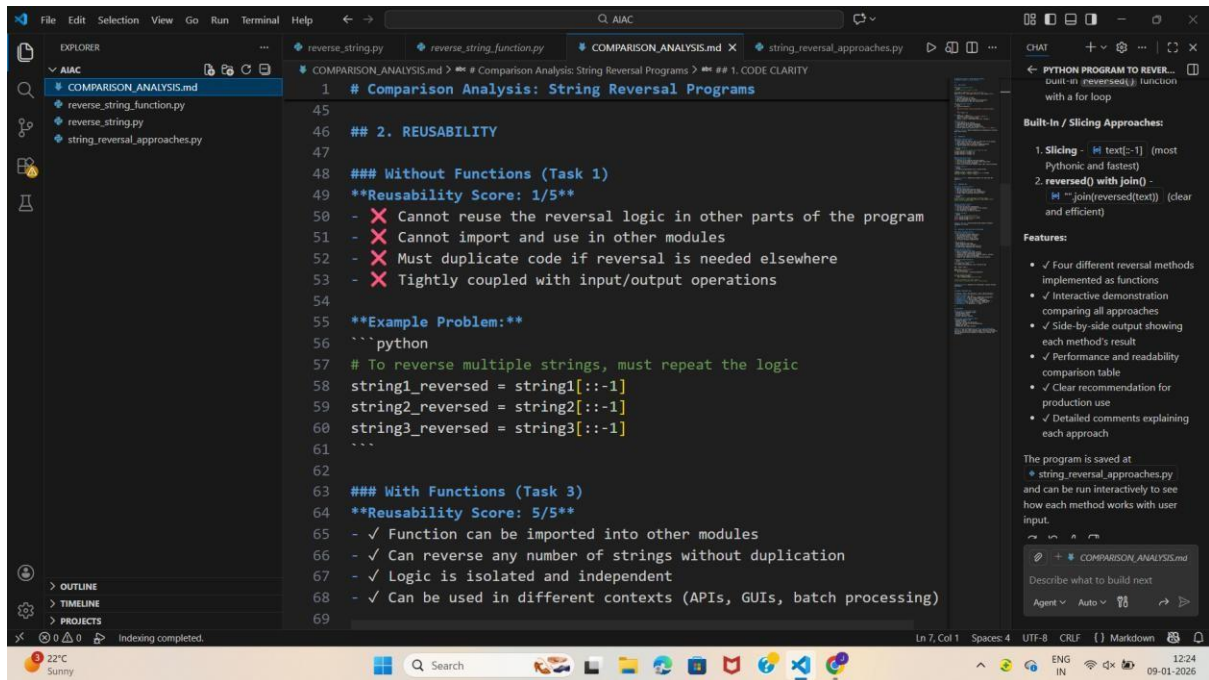 File Edit Selection View Go Run Terminal Help
AIAC
EXPLORER
AIAC
COMPARISON_ANALYSIS.md
reverse_string_function.py
reverse_string.py
string_reversal_approaches.py
OUTLINE
TIMELINE
PROJECTS
reverse_string.py reverse_string_function.py COMPARISON_ANALYSIS.md string_reversal_approaches.py
COMPARISON_ANALYSIS.md > # Comparison Analysis: String Reversal Programs > ## 1. CODE CLARITY
1 # Comparison Analysis: String Reversal Programs
45
46 ## 2. REUSABILITY
47
48 ### Without Functions (Task 1)
49 **Reusability Score: 1/5**
50 - ❌ Cannot reuse the reversal logic in other parts of the program
51 - ❌ Cannot import and use in other modules
52 - ❌ Must duplicate code if reversal is needed elsewhere
53 - ❌ Tightly coupled with input/output operations
54
55 **Example Problem:**
56 ```python
57 # To reverse multiple strings, must repeat the logic
58 string1_reversed = string1[::-1]
59 string2_reversed = string2[::-1]
60 string3_reversed = string3[::-1]
61 ```
62
63 ### With Functions (Task 3)
64 **Reusability Score: 5/5**
65 - ✓ Function can be imported into other modules
66 - ✓ Can reverse any number of strings without duplication
67 - ✓ Logic is isolated and independent
68 - ✓ Can be used in different contexts (APIs, GUIs, batch processing)
69
CHAT
PYTHON PROGRAM TO REVER...
built-in reversed() function
with a for loop
Built-In / Slicing Approaches:
1. Slicing - text[::-1] (most
Pythonic and fastest)
2. reversed() with join() -
"".join(reversed(text)) (clear
and efficient)
Features:
• ✓ Four different reversal methods
implemented as functions
• ✓ Interactive demonstration
comparing all approaches
• ✓ Side-by-side output showing
each method's result
• ✓ Performance and readability
comparison table
• ✓ Clear recommendation for
production use
• ✓ Detailed comments explaining
each approach
The program is saved at
string_reversal_approaches.py
and can be run interactively to see
how each method works with user
input.
COMPARISON_ANALYSIS.md
Describe what to build next
Agent Auto
0 0 0 Indexing completed.
Ln 7, Col 1 Spaces: 4 UTF-8 CRLF {} Markdown
3
22°C
Sunny
Search
ENG
IN
12:24
09-01-2026